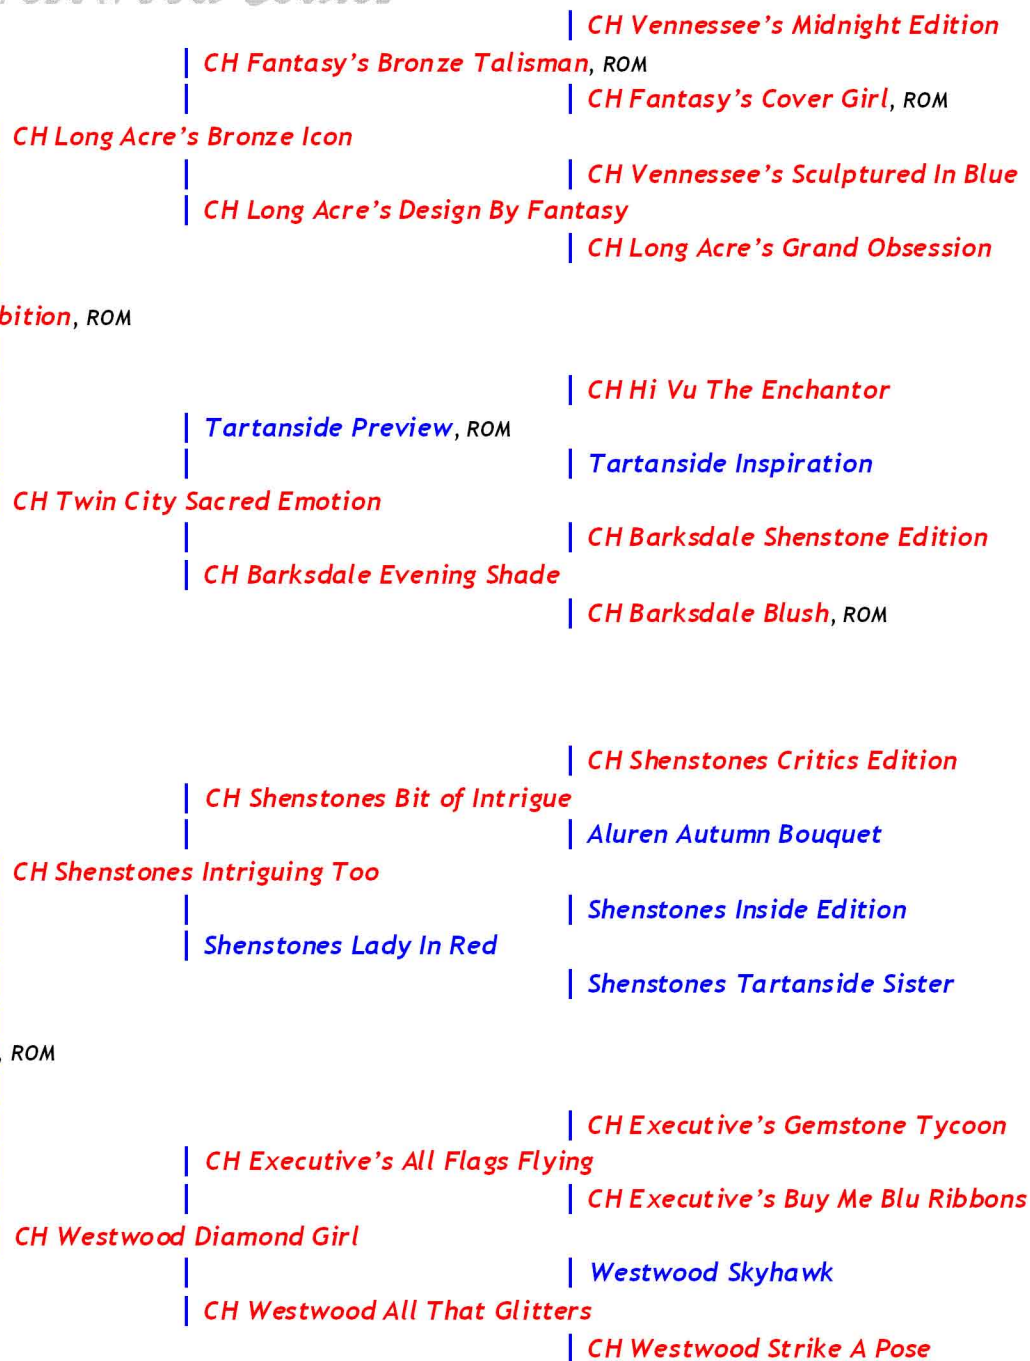 CH Vennessee’s Midnight Edition
CH Fantasy’s Bronze Talisman, ROM
CH Fantasy’s Cover Girl, ROM
CH Long Acre’s Bronze Icon
CH Vennessee’s Sculptured In Blue
CH Long Acre’s Design By Fantasy
CH Long Acre’s Grand Obsession
bition, ROM
CH Hi Vu The Enchantor
Tartanside Preview, ROM
Tartanside Inspiration
CH Twin City Sacred Emotion
CH Barksdale Shenstone Edition
CH Barksdale Evening Shade
CH Barksdale Blush, ROM
CH Shenstones Critics Edition
CH Shenstones Bit of Intrigue
Aluren Autumn Bouquet
CH Shenstones Intriguing Too
Shenstones Inside Edition
Shenstones Lady In Red
Shenstones Tartanside Sister
, ROM
CH Executive’s Gemstone Tycoon
CH Executive’s All Flags Flying
CH Executive’s Buy Me Blu Ribbons
CH Westwood Diamond Girl
Westwood Skyhawk
CH Westwood All That Glitters
CH Westwood Strike A Pose